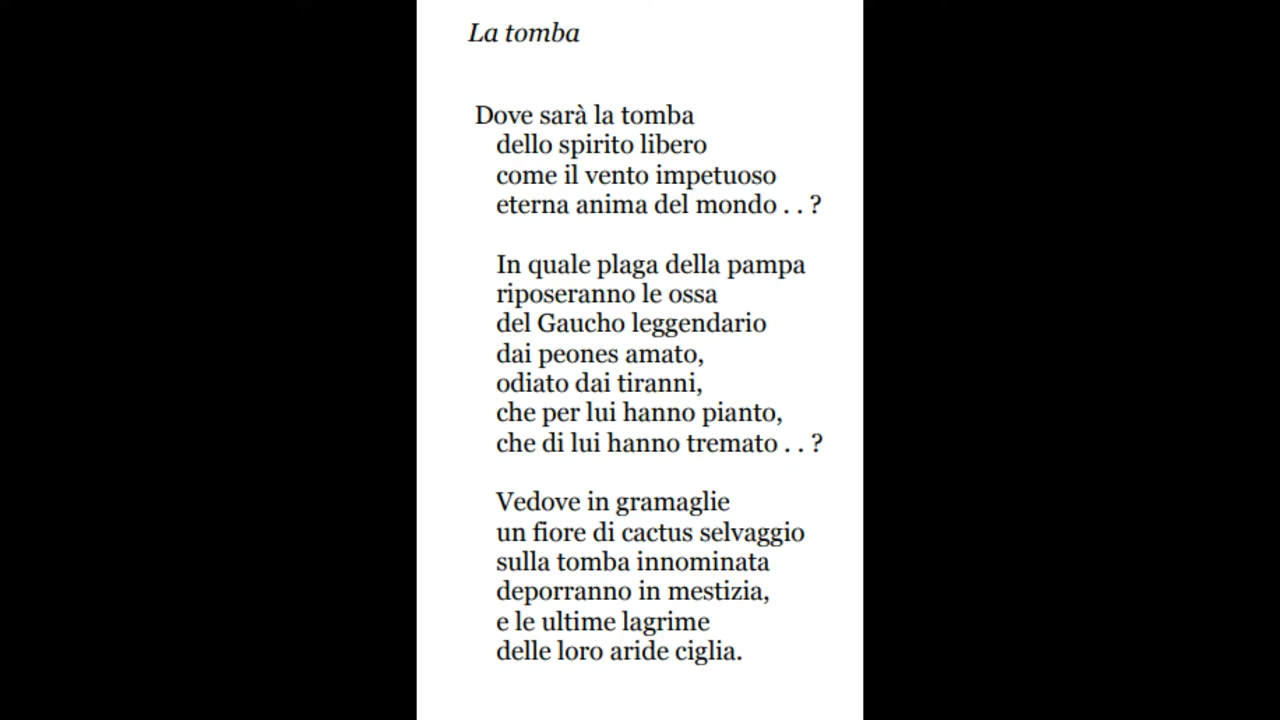 La tomba
Dove sarà la tomba
dello spirito libero
come il vento impetuoso
eterna anima del mondo . . ?
In quale plaga della pampa
riposeranno le ossa
del Gaucho leggendario
dai peones amato,
odiato dai tiranni,
che per lui hanno pianto,
che di lui hanno tremato . . ?
Vedove in gramaglie
un fiore di cactus selvaggio
sulla tomba innominata
deporranno in mestizia,
e le ultime lagrime
delle loro aride ciglia.